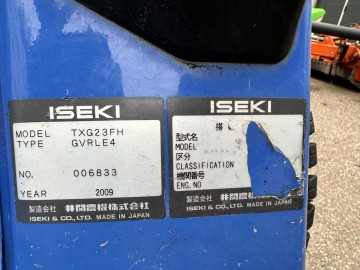 ISEKI
MODEL TXG23FH
TYPE GVRLE4
NO. 006833
YEAR 2009
製造会社 井関農機株式会社
ISEKI & CO., LTD. MADE IN JAPAN
ISEKI
搭
型式名
MODEL
区分
CLASSIFICATION
機関番号
ENG.NO
製造会社 井関農機株式会社
ISEKI & CO., LTD. MADE IN JAPAN